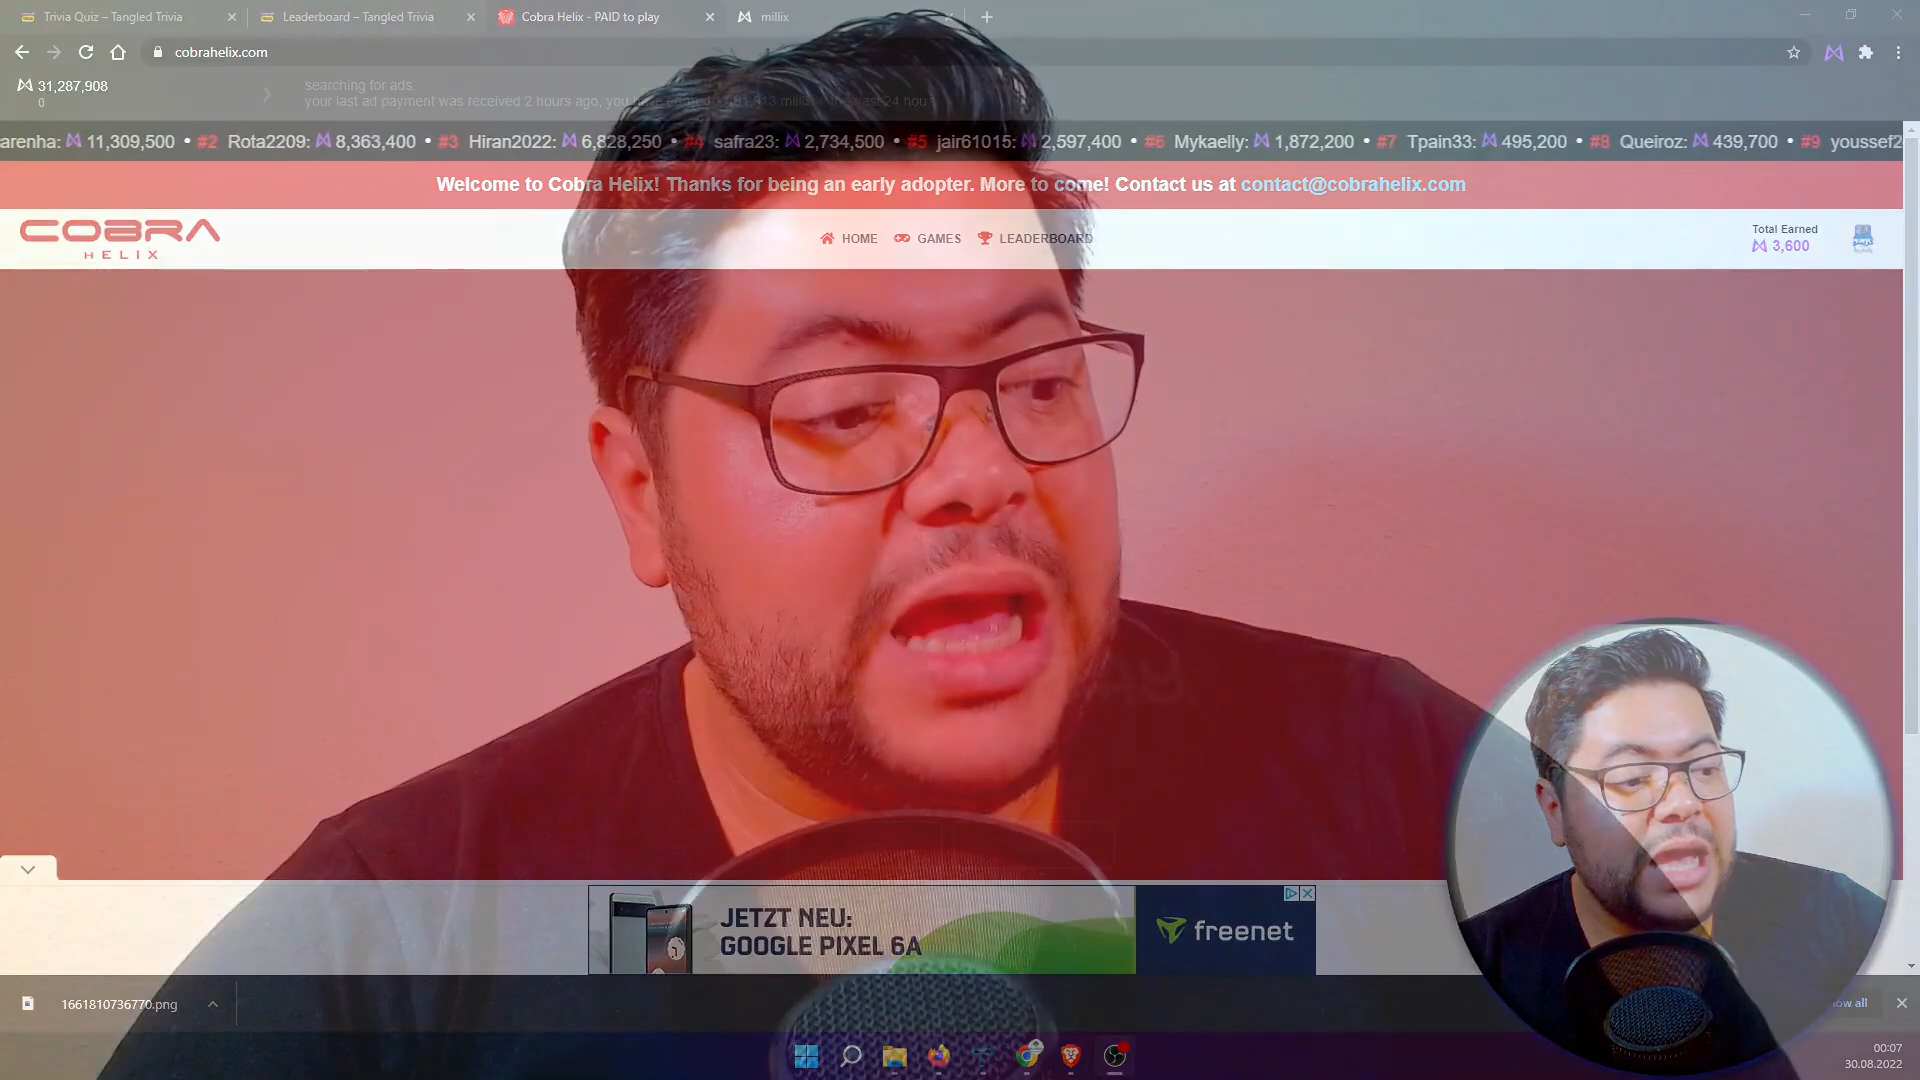 Trivia Quiz – Tangled Trivia
Leaderboard – Tangled Trivia
Cobra Helix - PAID to play
millix
cobrahelix.com
31,287,908
0
searching for ads
your last ad payment was received 2 hours ago, you
arenha: 11,309,500 • #2 Rota2209: 8,363,400 • #3 Hiran2022: 6,828,250 • #4 safra23: 2,734,500 • #5 jair61015: 2,597,400 • #6 Mykaelly: 1,872,200 • #7 Tpain33: 495,200 • #8 Queiroz: 439,700 • #9 youssef2
Welcome to Cobra Helix! Thanks for being an early adopter. More to come! Contact us at contact@cobrahelix.com
COBRA
HELIX
HOME
GAMES
LEADERBOARD
Total Earned
3,600
JETZT NEU:
GOOGLE PIXEL 6A
freenet
1661810736770.png
ow all
00:07
30.08.2022